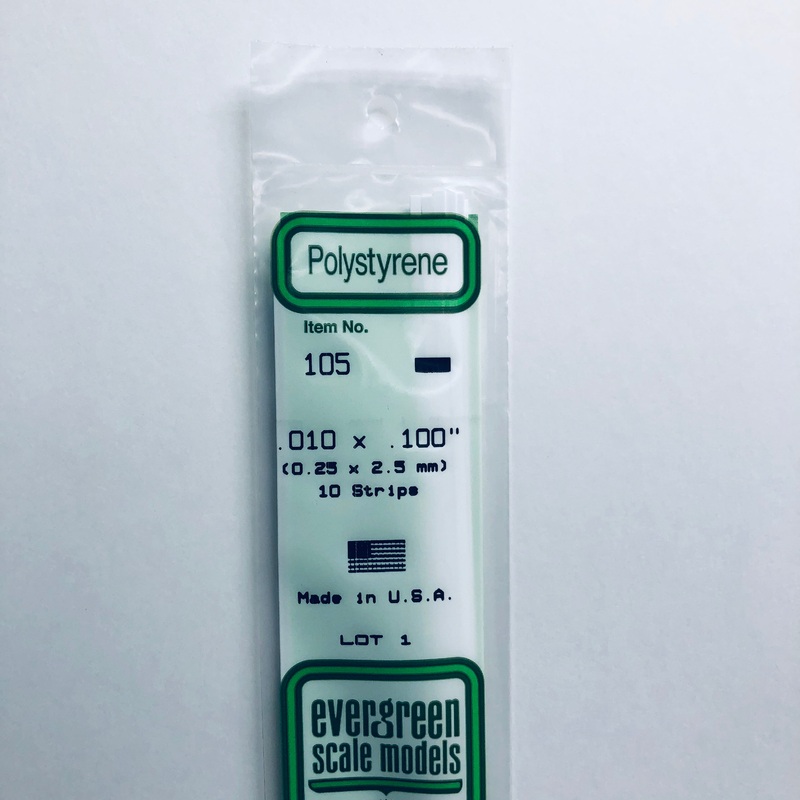 Polystyrene
Item No.
105
.010 x .100"
(0.25 x 2.5 mm)
10 Strips
Made in U.S.A.
LOT 1
evergreen
scale models